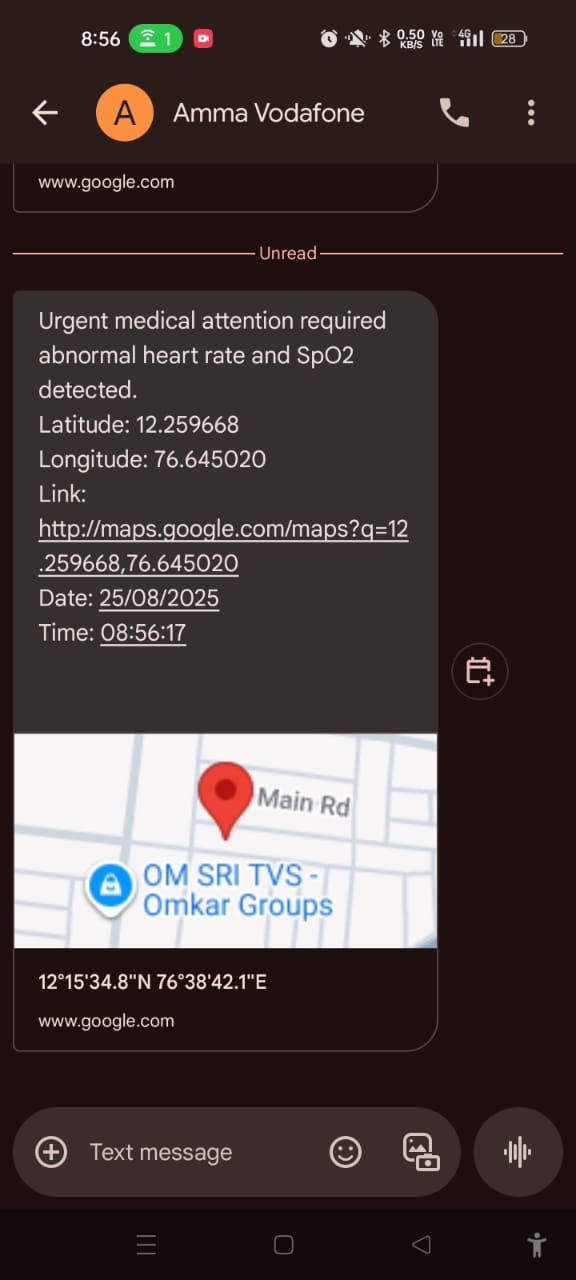 8:56 1 0.50 KB/S Vo LTE 4G 28
A Amma Vodafone
www.google.com
Unread
Urgent medical attention required
abnormal heart rate and SpO2
detected.
Latitude: 12.259668
Longitude: 76.645020
Link:
http://maps.google.com/maps?q=12
.259668,76.645020
Date: 25/08/2025
Time: 08:56:17
Main Rd
OM SRI TVS -
Omkar Groups
12°15'34.8"N 76°38'42.1"E
www.google.com
Text message